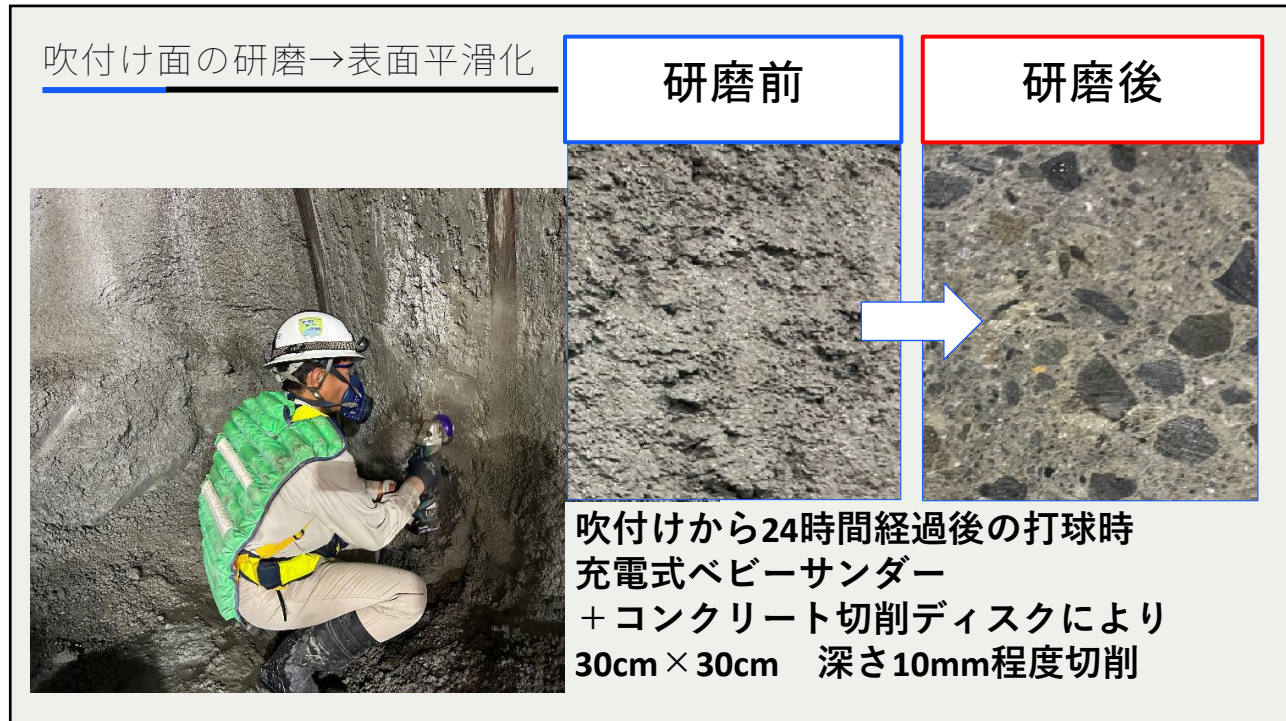 吹付け面の研磨→表面平滑化
研磨前
研磨後
吹付けから24時間経過後の打球時
充電式ベビーサンダー
＋コンクリート切削ディスクにより
30cm×30cm　深さ10mm程度切削